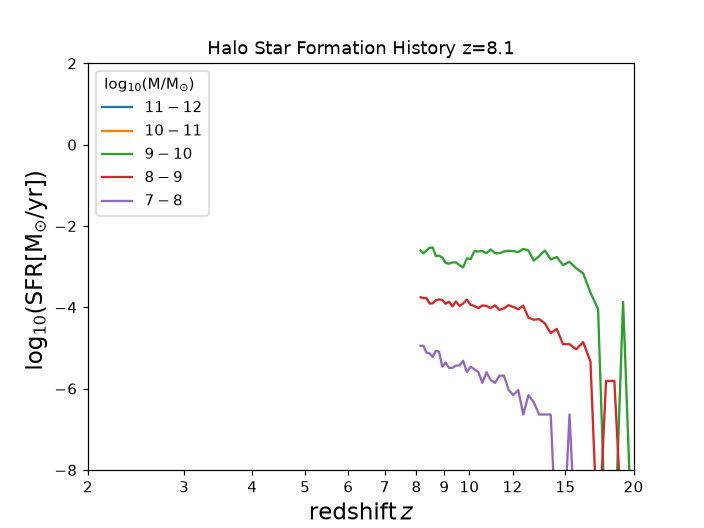 Halo Star Formation History z=8.1
log₁₀(M/M☉)
11 − 12
10 − 11
9 − 10
8 − 9
7 − 8
log₁₀(SFR[M☉/yr])
2
0
−2
−4
−6
−8
2 3 4 5 6 7 8 9 10 12 15 20
redshift z